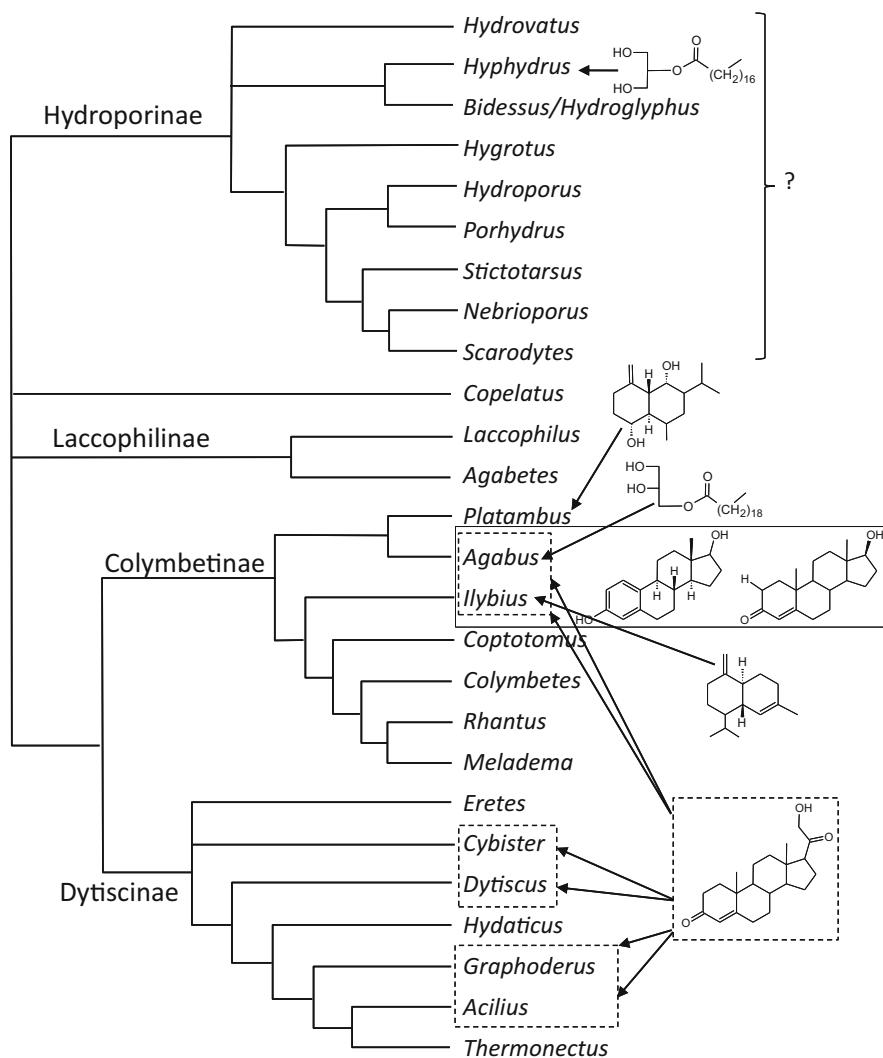 Hydrovatus
Hyphydrus
HO
HO
O
O
(CH2)16
Bidessus/Hydroglyphus
Hydroporinae
Hygrotus
Hydroporus
?
Porhydrus
Stictotarsus
Nebrioporus
Scarodytes
OH
H
H
OH
Copelatus
Laccophilinae
Laccophilus
Agabetes
HO
HO
O
O
(CH2)18
Platambus
Colymbetinae
Agabus
OH
H
H
H
HO
OH
H
O
Ilybius
Coptotomus
H
H
Colymbetes
Rhantus
Meladema
Eretes
OH
O
O
Cybister
Dytiscinae
Dytiscus
Hydaticus
Graphoderus
Acilius
Thermonectus